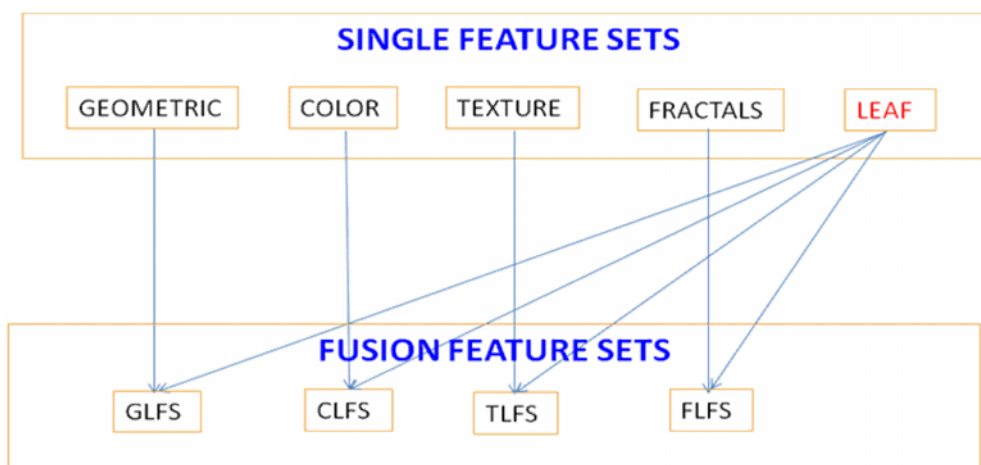 SINGLE FEATURE SETS
GEOMETRIC COLOR TEXTURE FRACTALS LEAF
FUSION FEATURE SETS
GLFS CLFS TLFS FLFS